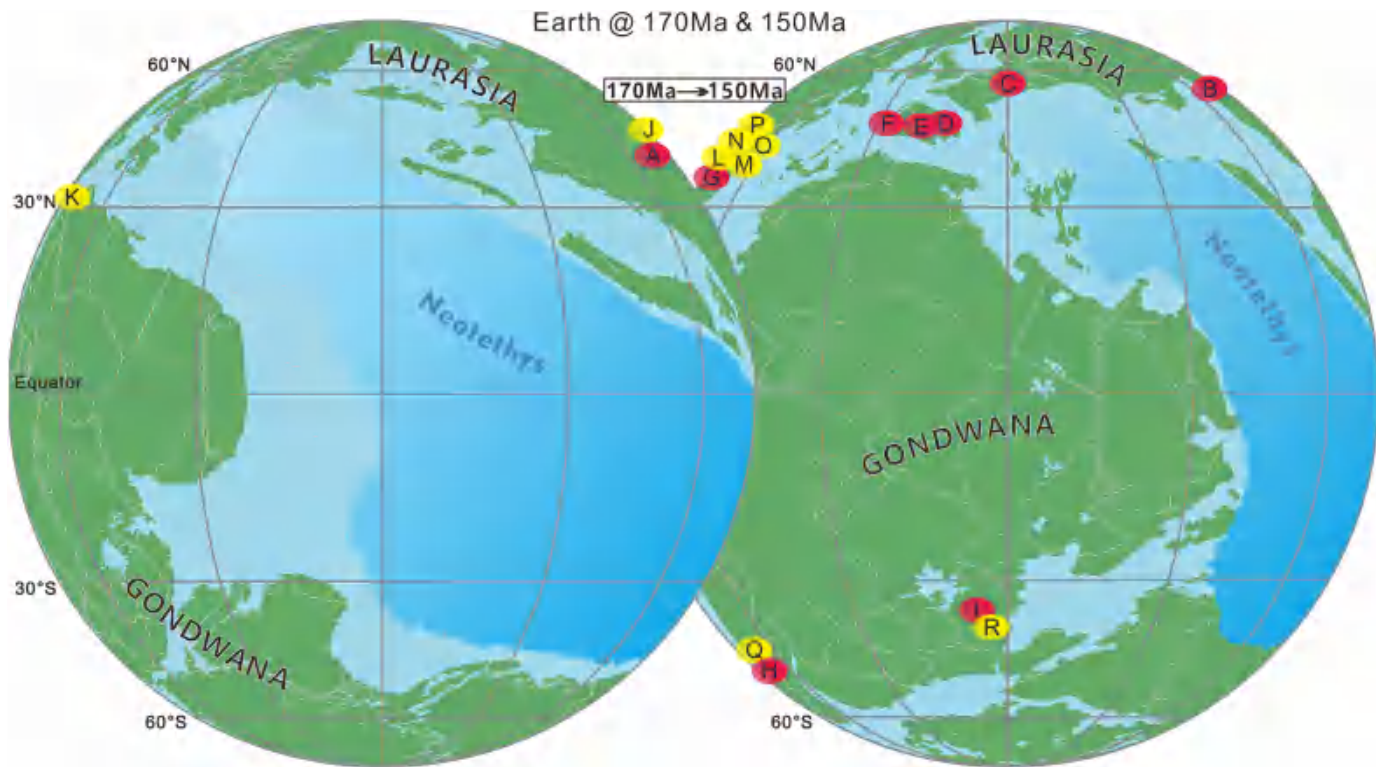 Earth @ 170Ma & 150Ma
170Ma→150Ma
60°N
LAURASIA
J
A
K
30°N
Neotethys
Equator
30°S
GONDWANA
60°S
LAURASIA
60°N
C
B
P
F
E
D
N
O
L
M
G
Neotethys
GONDWANA
I
R
Q
H
60°S